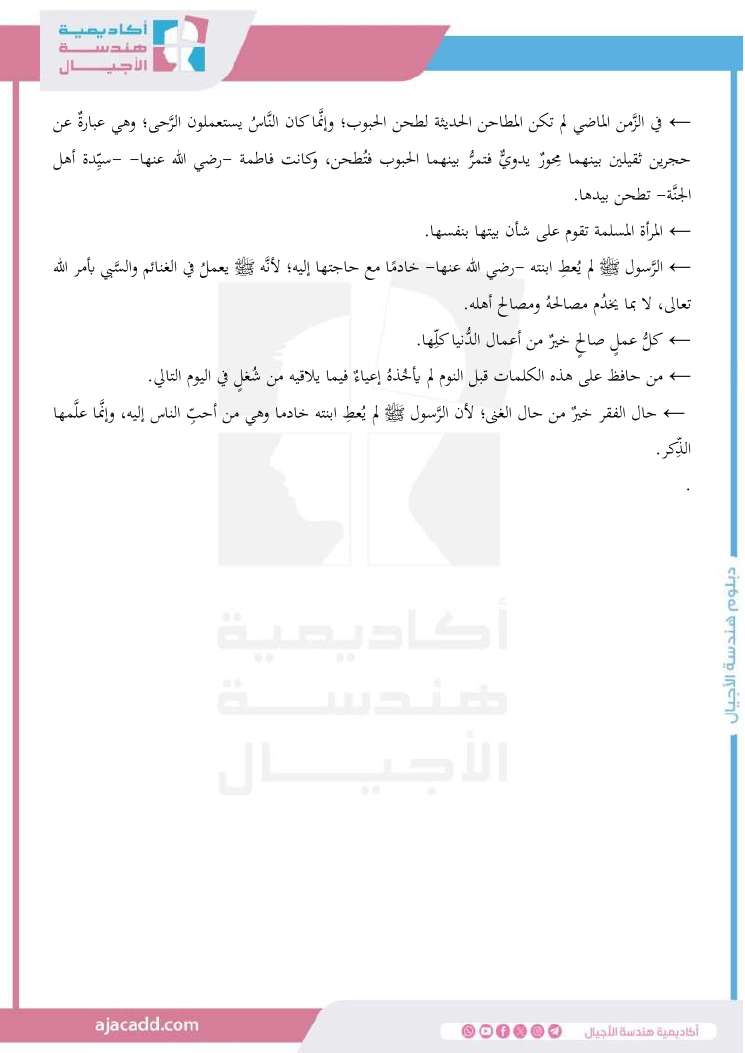 أكاديمية
هندسة
الأجيال
← في الزَّمن الماضي لم تكن المطاحن الحديثة لطحن الحبوب؛ وإنَّما كان النَّاسُ يستعملون الرَّحى؛ وهي عبارةٌ عن
حجرين ثقيلين بينهما مِحورٌ يدويٌّ فتمرُّ بينهما الحبوب فتُطحن، وكانت فاطمة -رضي الله عنها- -سيِّدة أهل
الجنَّة- تطحن بيدها.
← المرأة المسلمة تقوم على شأن بيتها بنفسها.
← الرَّسول ﷺ لم يُعطِ ابنته -رضي الله عنها- خادمًا مع حاجتها إليه؛ لأنَّه ﷺ يعملُ في الغنائم والسَّبي بأمر الله
تعالى، لا بما يخدُم مصالحهُ ومصالح أهله.
← كلُّ عملٍ صالحٍ خيرٌ من أعمال الدُّنيا كلِّها.
← من حافظ على هذه الكلمات قبل النوم لم يأخُذهُ إعياءٌ فيما يلاقيه من شُغلٍ في اليوم التالي.
← حال الفقر خيرٌ من حال الغنى؛ لأن الرَّسول ﷺ لم يُعطِ ابنته خادما وهي من أحبِّ الناس إليه، وإنَّما علَّمها
الذِّكر.
.
أكاديمية
هندسة
الأجيال
دبلوم هندسة الأجيال
ajacadd.com
أكاديمية هندسة الأجيال